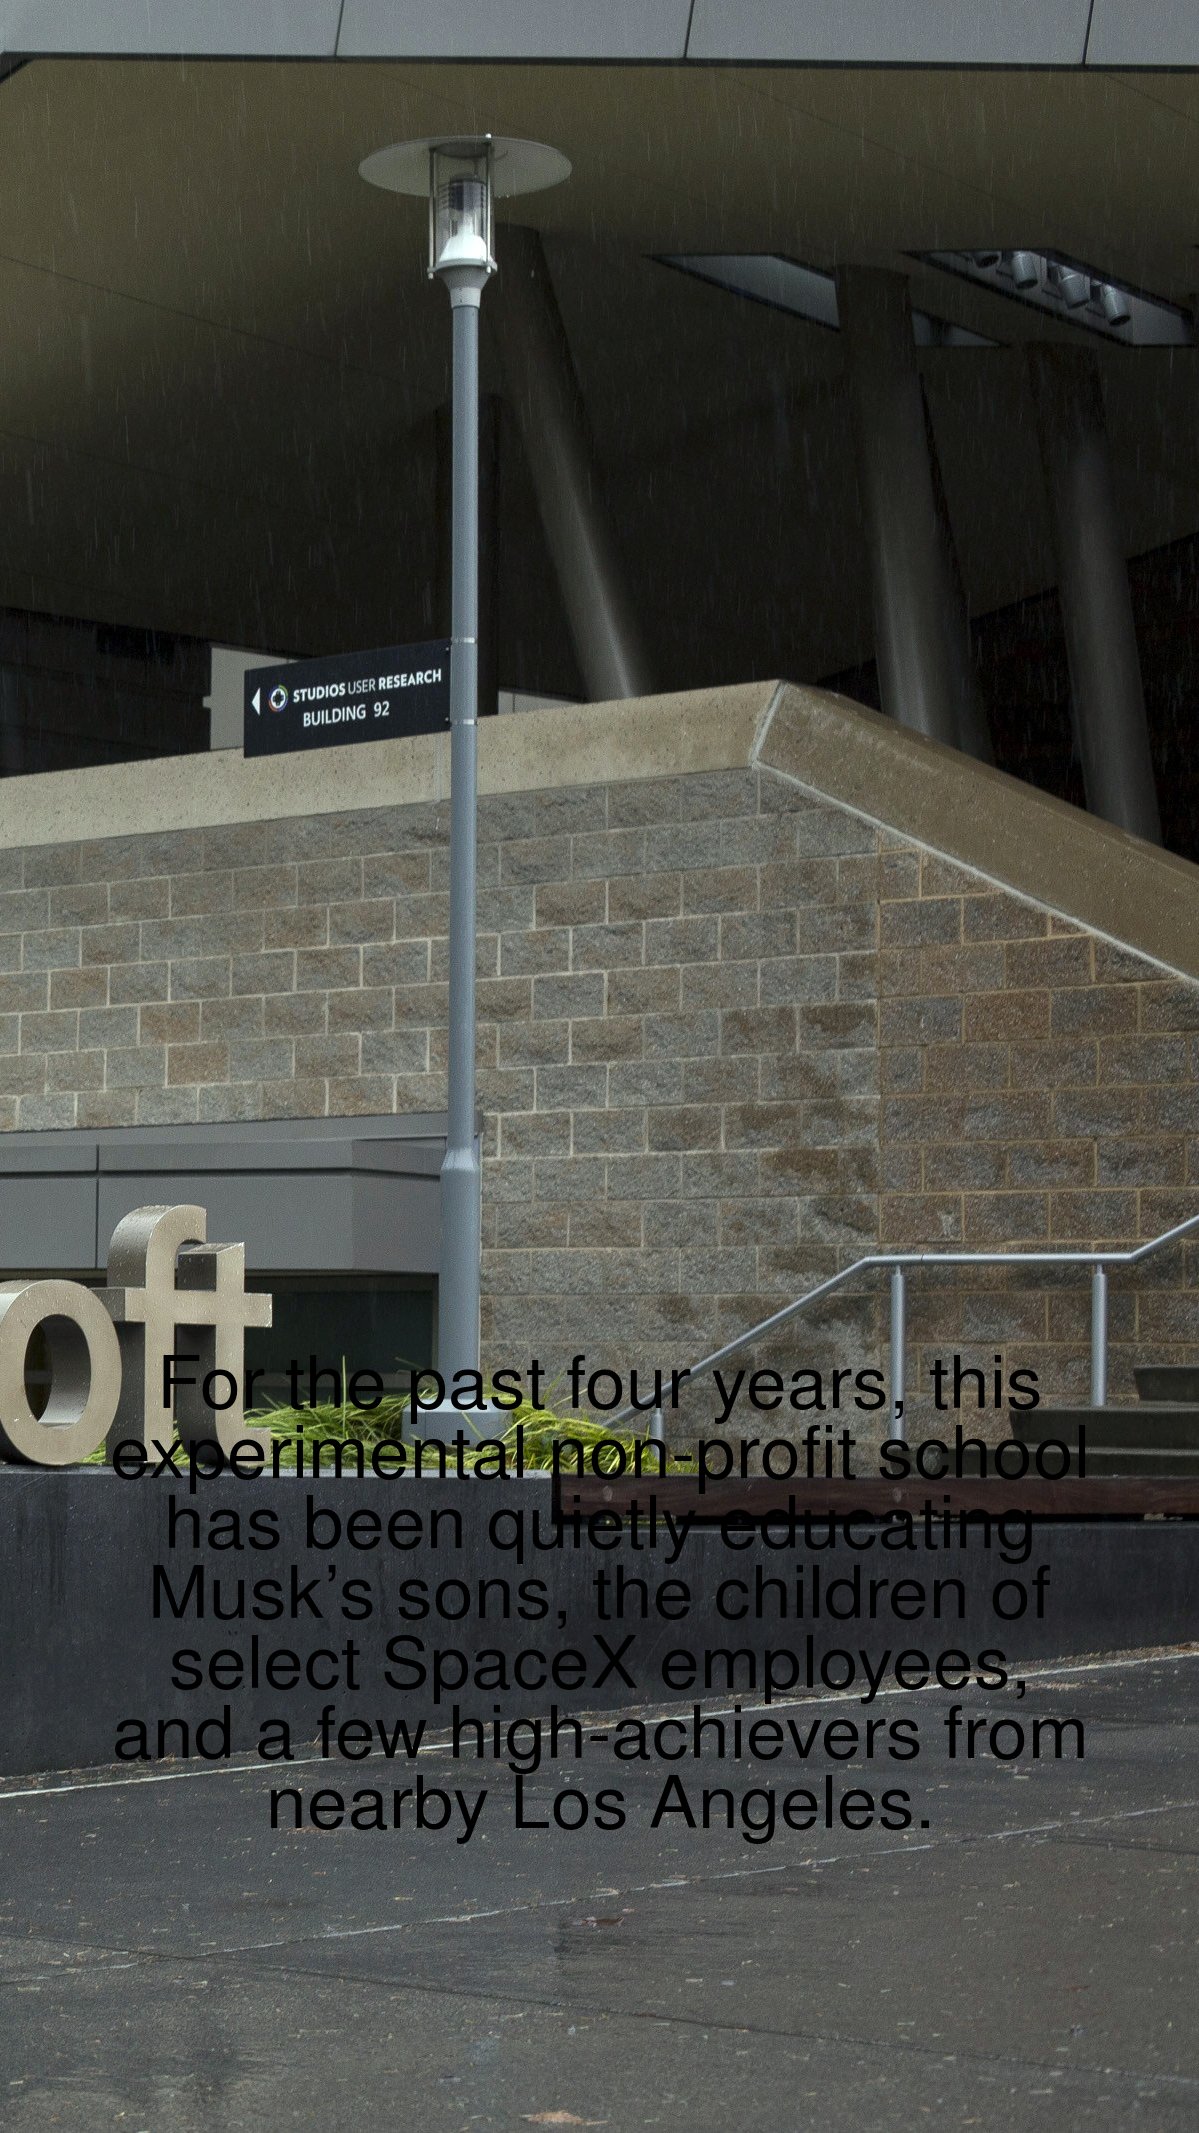 STUDIOS USER RESEARCH
BUILDING 92
oft
For the past four years, this
experimental non-profit school
has been quietly educating
Musk’s sons, the children of
select SpaceX employees,
and a few high-achievers from
nearby Los Angeles.